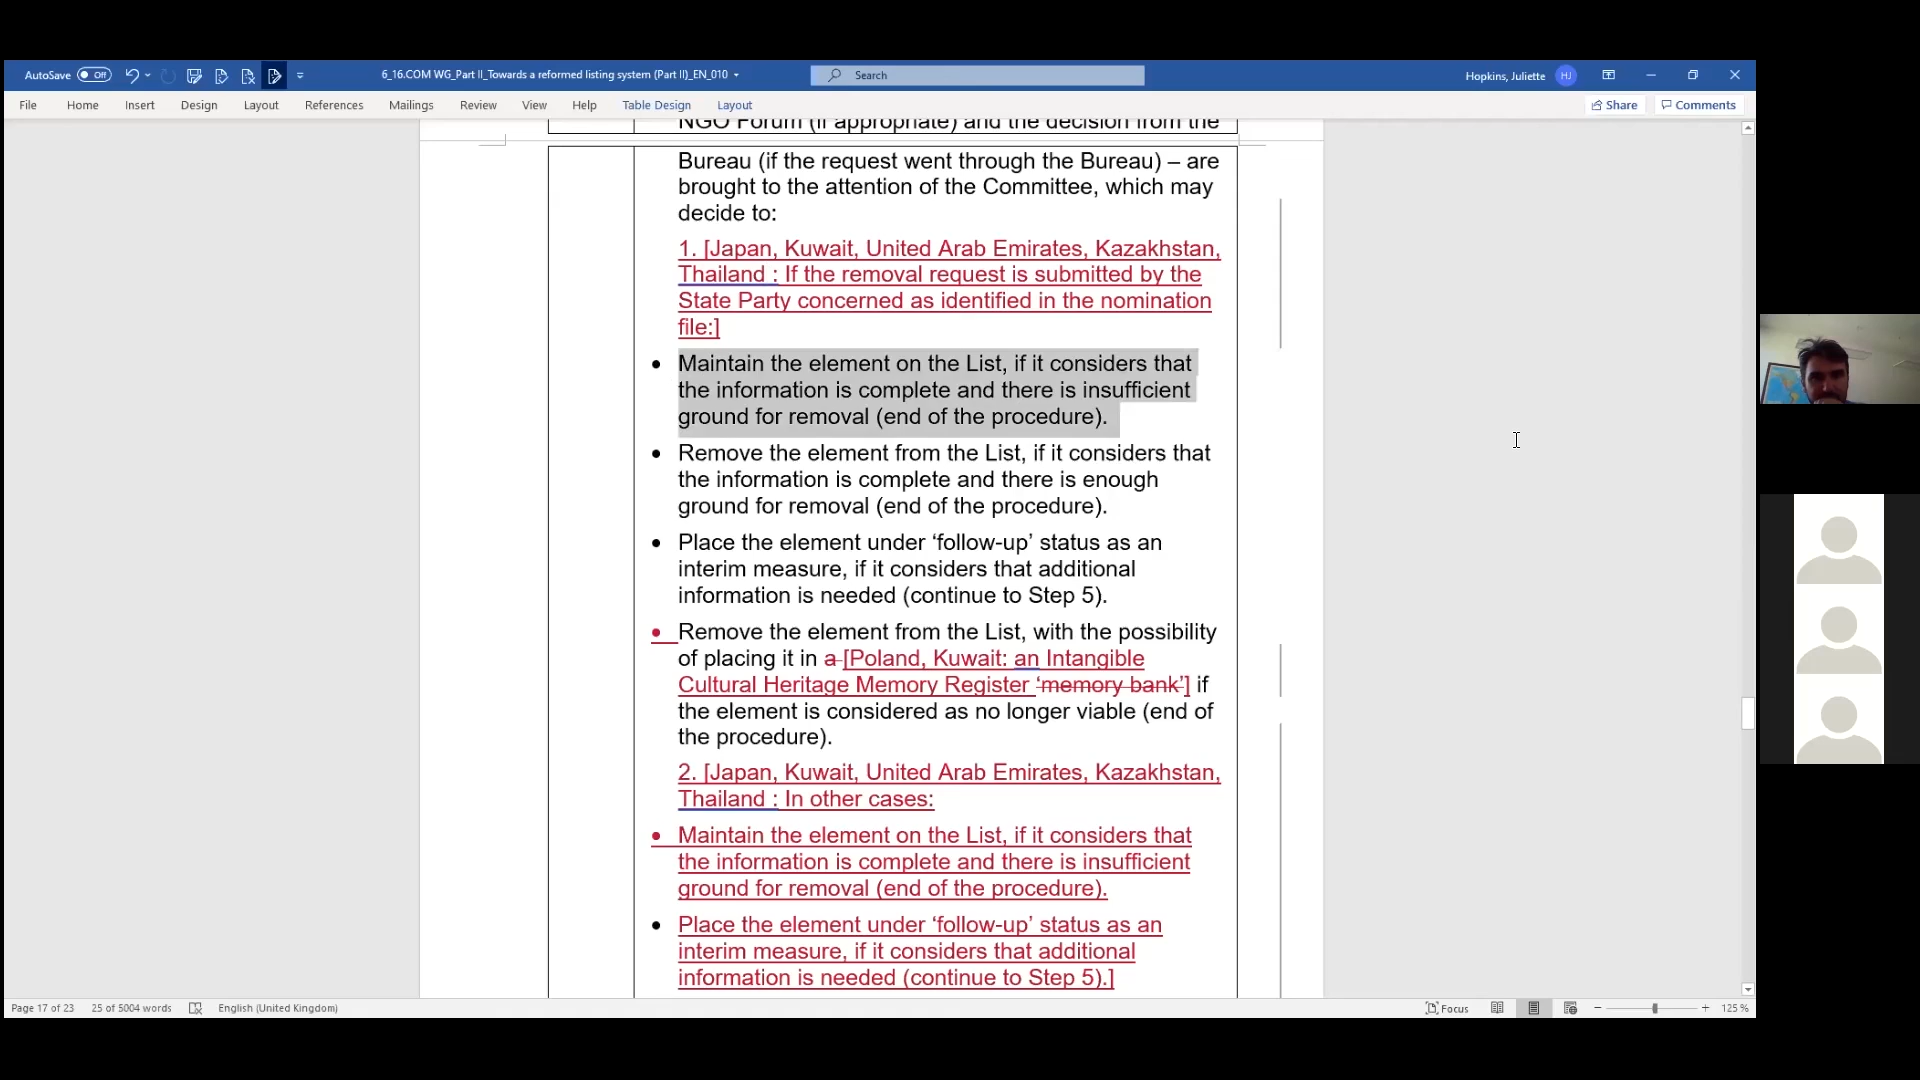 AutoSave Off 6_16.COM WG_Part II_Towards a reformed listing system (Part II)_EN_010 Search Hopkins, Juliette HJ
File Home Insert Design Layout References Mailings Review View Help Table Design Layout Share Comments
NGO Forum (if appropriate) and the decision from the
Bureau (if the request went through the Bureau) – are
brought to the attention of the Committee, which may
decide to:
1. [Japan, Kuwait, United Arab Emirates, Kazakhstan,
Thailand : If the removal request is submitted by the
State Party concerned as identified in the nomination
file:]
• Maintain the element on the List, if it considers that
the information is complete and there is insufficient
ground for removal (end of the procedure).
• Remove the element from the List, if it considers that
the information is complete and there is enough
ground for removal (end of the procedure).
• Place the element under ‘follow-up’ status as an
interim measure, if it considers that additional
information is needed (continue to Step 5).
• Remove the element from the List, with the possibility
of placing it in a [Poland, Kuwait: an Intangible
Cultural Heritage Memory Register ‘memory bank’] if
the element is considered as no longer viable (end of
the procedure).
2. [Japan, Kuwait, United Arab Emirates, Kazakhstan,
Thailand : In other cases:
• Maintain the element on the List, if it considers that
the information is complete and there is insufficient
ground for removal (end of the procedure).
• Place the element under ‘follow-up’ status as an
interim measure, if it considers that additional
information is needed (continue to Step 5).]
Page 17 of 23 25 of 5004 words English (United Kingdom) Focus 125 %